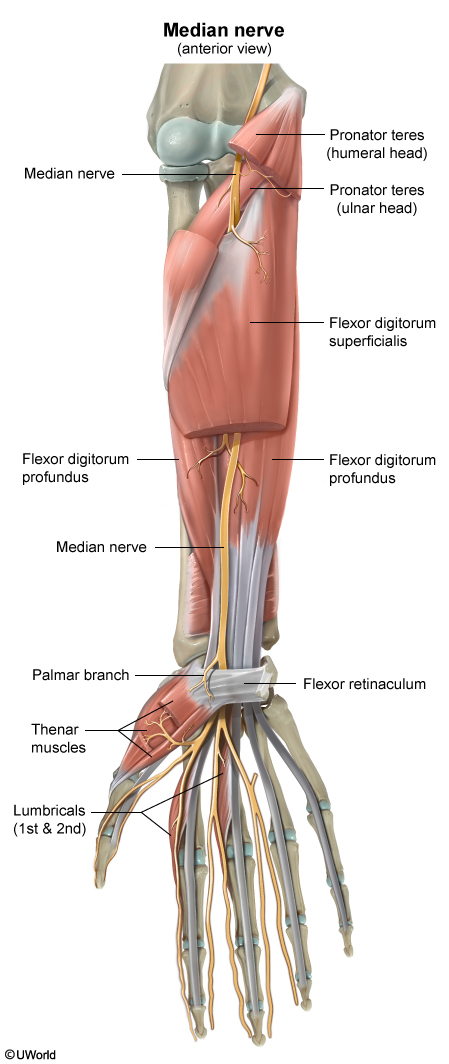 Median nerve
(anterior view)
Pronator teres
(humeral head)
Median nerve
Pronator teres
(ulnar head)
Flexor digitorum
superficialis
Flexor digitorum
profundus
Flexor digitorum
profundus
Median nerve
Palmar branch
Flexor retinaculum
Thenar
muscles
Lumbricals
(1st & 2nd)
©UWorld